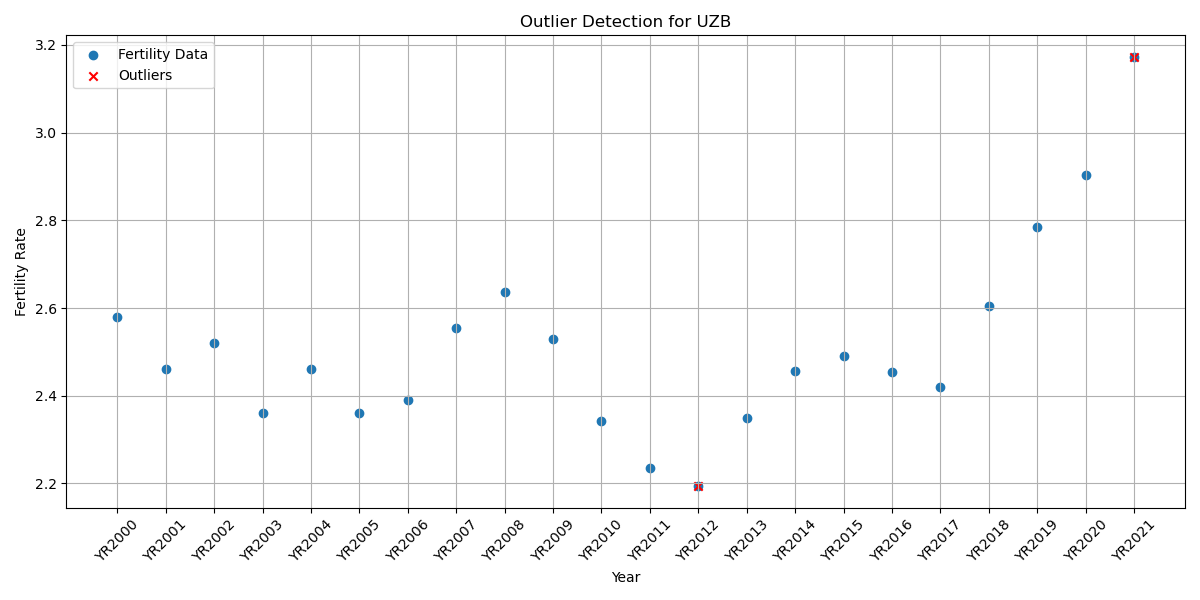 Outlier Detection for UZB
Fertility Data
Outliers
Fertility Rate
3.2
3.0
2.8
2.6
2.4
2.2
YR2000
YR2001
YR2002
YR2003
YR2004
YR2005
YR2006
YR2007
YR2008
YR2009
YR2010
YR2011
YR2012
YR2013
YR2014
YR2015
YR2016
YR2017
YR2018
YR2019
YR2020
YR2021
Year